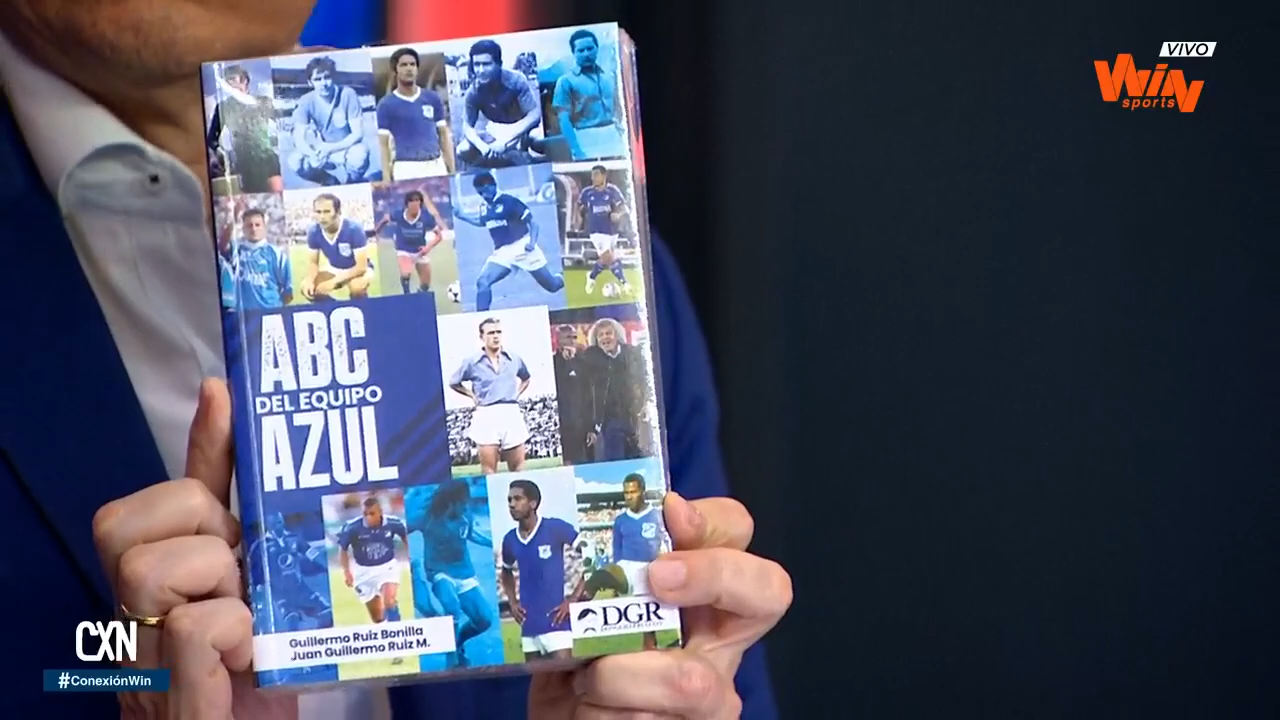 VIVO
WIN
sports
ABC
DEL EQUIPO
AZUL
Guillermo Ruiz Bonilla
Juan Guillermo Ruiz M.
DGR
CXN
#ConexiónWin